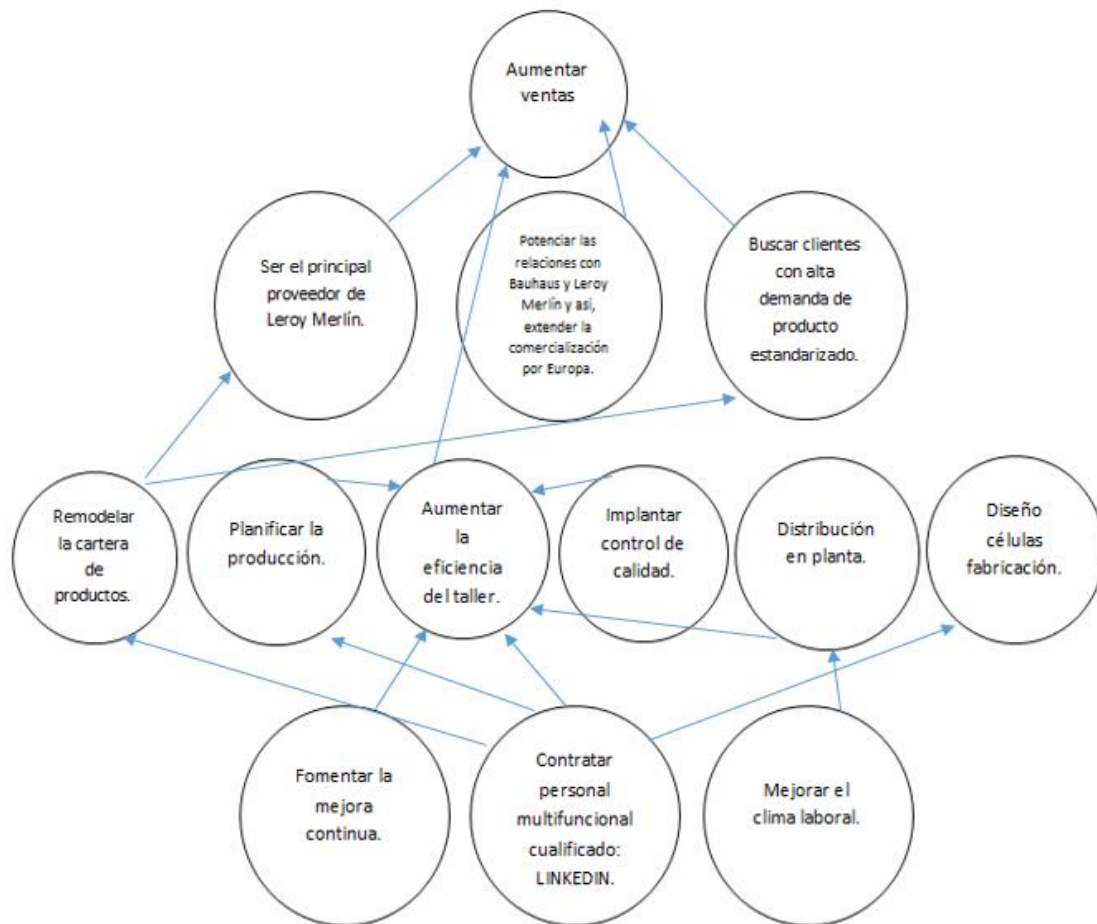 Aumentar
ventas
Ser el principal
proveedor de
Leroy Merlín.
Potenciar las
relaciones con
Bauhaus y Leroy
Merlín y así,
extender la
comercialización
por Europa.
Buscar clientes
con alta
demanda de
producto
estandarizado.
Remodelar
la cartera
de
productos.
Planificar la
producción.
Aumentar
la
eficiencia
del taller.
Implantar
control de
calidad.
Distribución
en planta.
Diseño
células
fabricación.
Fomentar la
mejora
continua.
Contratar
personal
multifuncional
cualificado:
LINKEDIN.
Mejorar el
clima laboral.